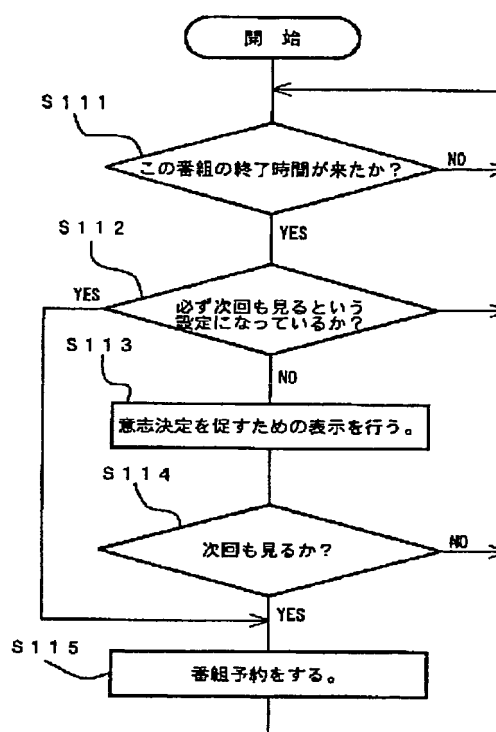 開 始
S111
この番組の終了時間が来たか?
NO
YES
S112
YES
必ず次回も見るという
設定になっているか?
S113
NO
意志決定を促すための表示を行う。
S114
次回も見るか?
NO
YES
S115
番組予約をする。